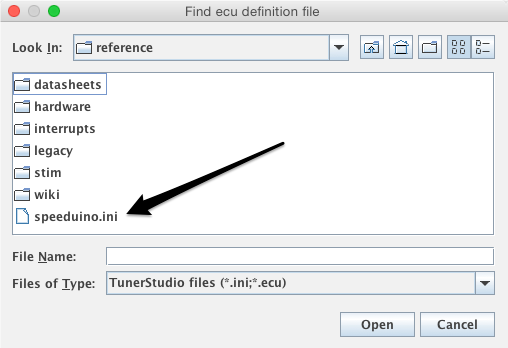 Find ecu definition file
Look In: reference
datasheets
hardware
interrupts
legacy
stim
wiki
speeduino.ini
File Name:
Files of Type: TunerStudio files (*.ini;*.ecu)
Open Cancel